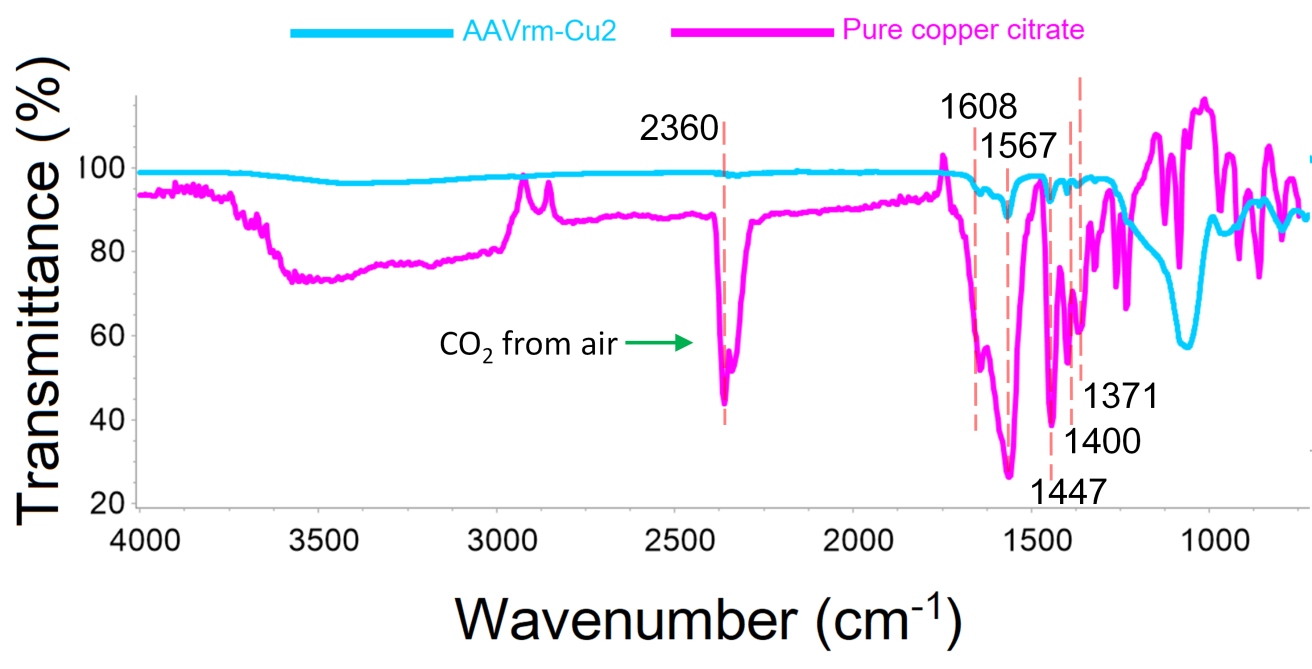 AAVrm-Cu2 Pure copper citrate
Transmittance (%)
2360
1608
1567
100
80
60
40
20
CO₂ from air
1371
1400
1447
4000 3500 3000 2500 2000 1500 1000
Wavenumber (cm⁻¹)